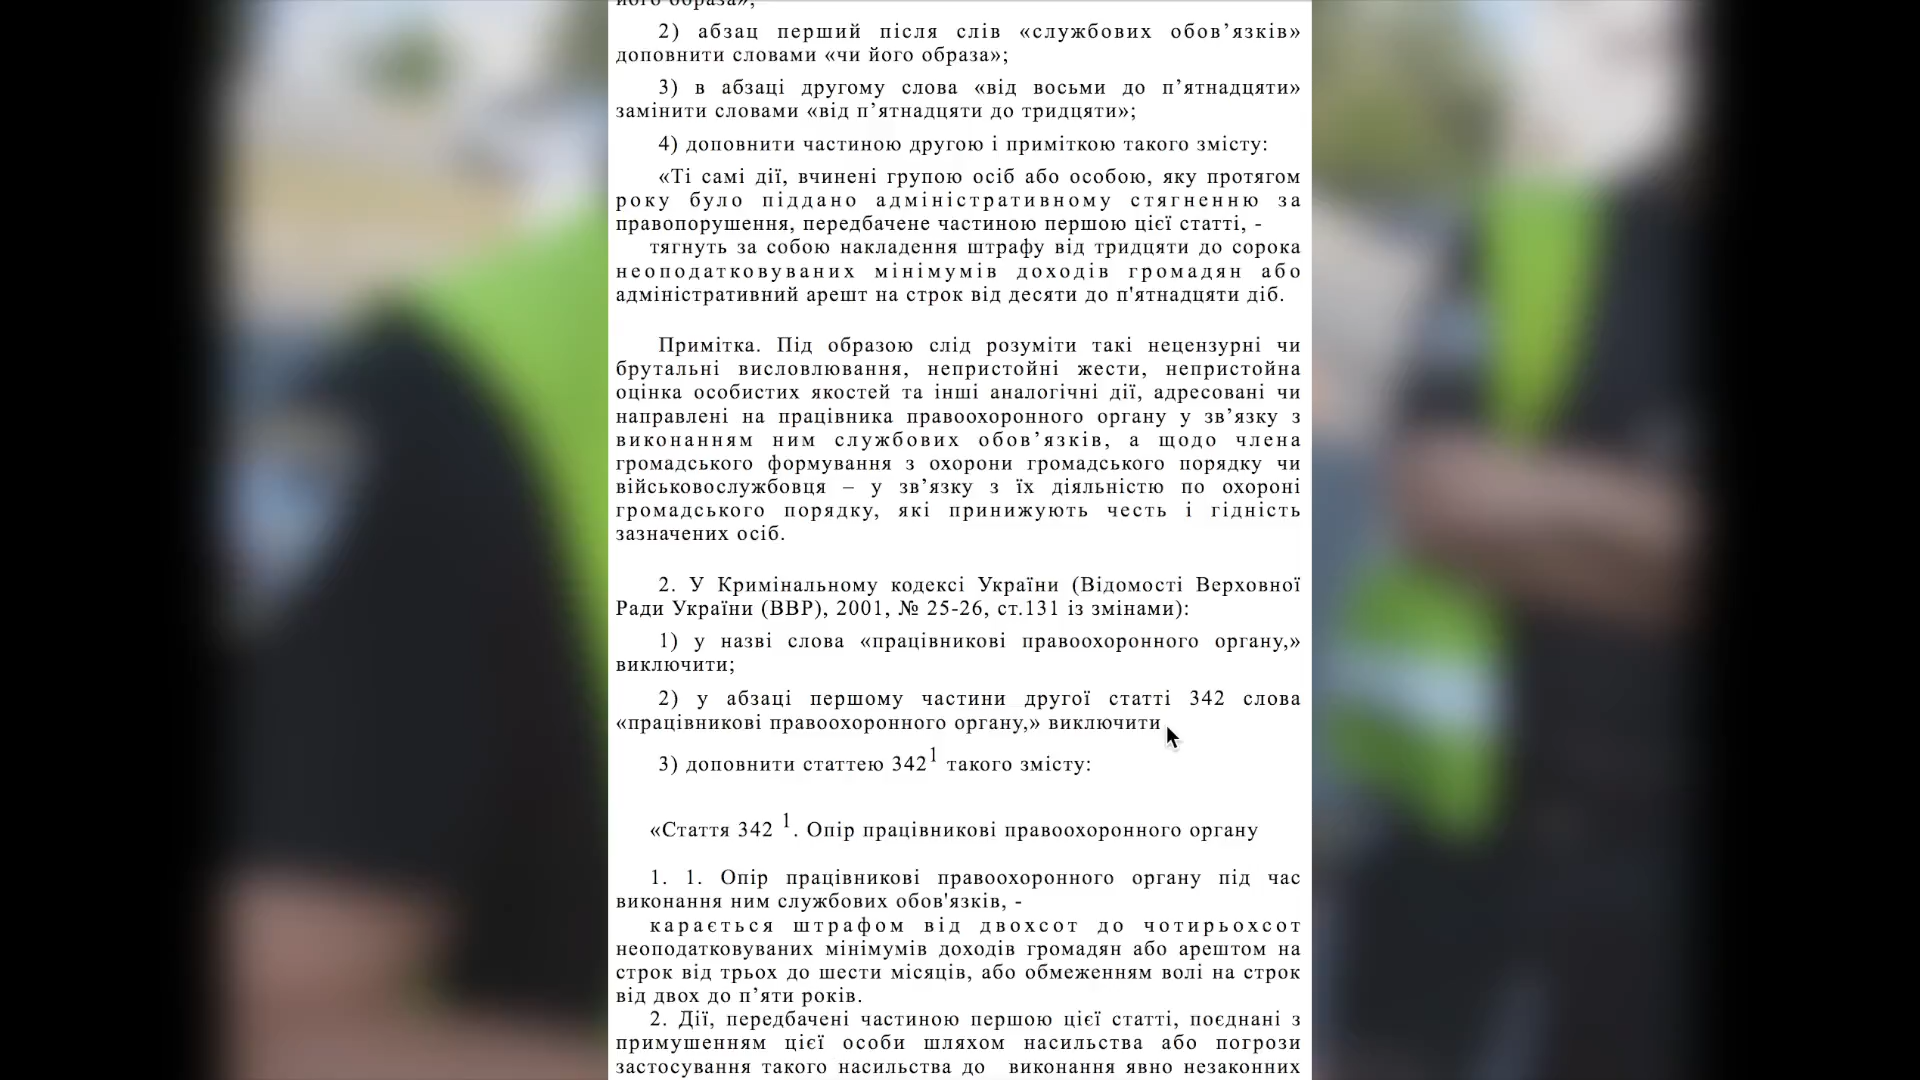 його образа»;
2) абзац перший після слів «службових обов’язків»
доповнити словами «чи його образа»;
3) в абзаці другому слова «від восьми до п’ятнадцяти»
замінити словами «від п’ятнадцяти до тридцяти»;
4) доповнити частиною другою і приміткою такого змісту:
«Ті самі дії, вчинені групою осіб або особою, яку протягом
року було піддано адміністративному стягненню за
правопорушення, передбачене частиною першою цієї статті, -
тягнуть за собою накладення штрафу від тридцяти до сорока
неоподатковуваних мінімумів доходів громадян або
адміністративний арешт на строк від десяти до п'ятнадцяти діб.
Примітка. Під образою слід розуміти такі нецензурні чи
брутальні висловлювання, непристойні жести, непристойна
оцінка особистих якостей та інші аналогічні дії, адресовані чи
направлені на працівника правоохоронного органу у зв’язку з
виконанням ним службових обов’язків, а щодо члена
громадського формування з охорони громадського порядку чи
військовослужбовця – у зв’язку з їх діяльністю по охороні
громадського порядку, які принижують честь і гідність
зазначених осіб.
2. У Кримінальному кодексі України (Відомості Верховної
Ради України (ВВР), 2001, № 25-26, ст.131 із змінами):
1) у назві слова «працівникові правоохоронного органу,»
виключити;
2) у абзаці першому частини другої статті 342 слова
«працівникові правоохоронного органу,» виключити
3) доповнити статтею 342¹ такого змісту:
«Стаття 342 ¹. Опір працівникові правоохоронного органу
1. 1. Опір працівникові правоохоронного органу під час
виконання ним службових обов'язків, -
карається штрафом від двохсот до чотирьохсот
неоподатковуваних мінімумів доходів громадян або арештом на
строк від трьох до шести місяців, або обмеженням волі на строк
від двох до п’яти років.
2. Дії, передбачені частиною першою цієї статті, поєднані з
примушенням цієї особи шляхом насильства або погрози
застосування такого насильства до виконання явно незаконних